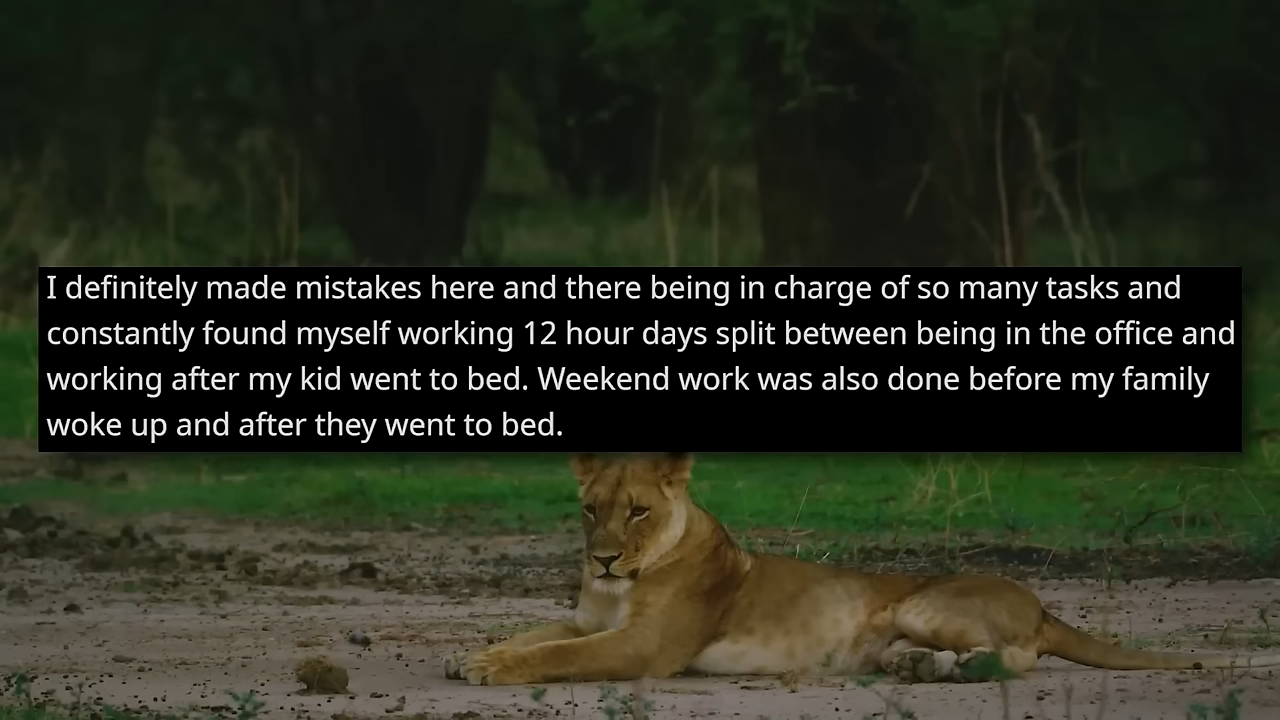 I definitely made mistakes here and there being in charge of so many tasks and
constantly found myself working 12 hour days split between being in the office and
working after my kid went to bed. Weekend work was also done before my family
woke up and after they went to bed.